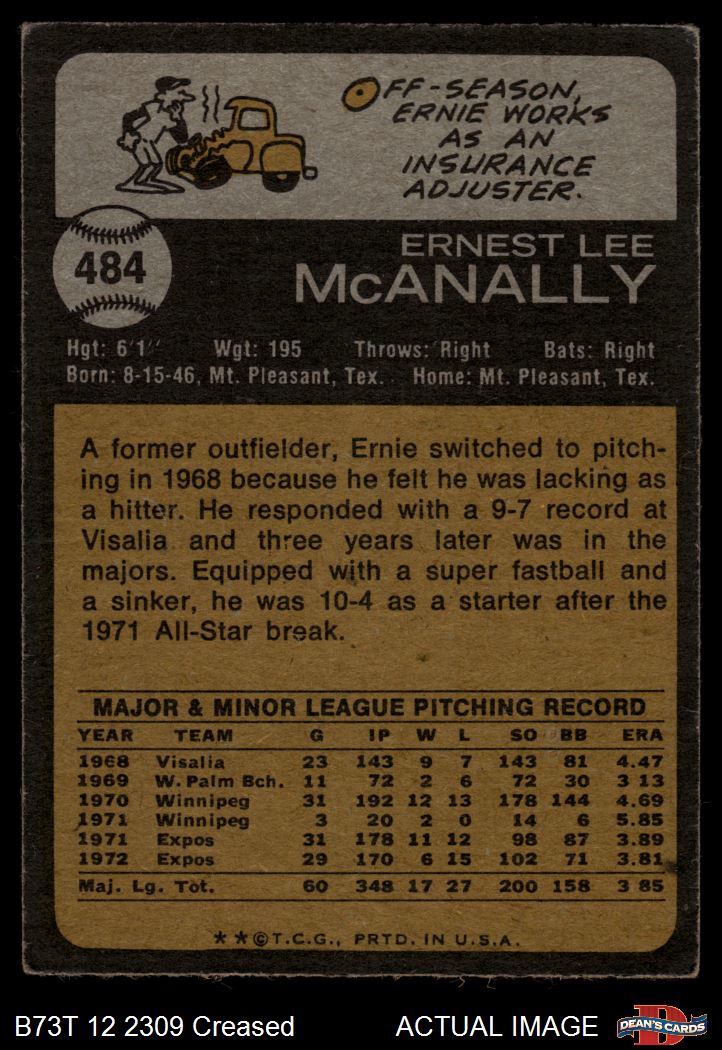 OFF-SEASON,
ERNIE WORKS
AS AN
INSURANCE
ADJUSTER.
484
ERNEST LEE
McANALLY
Hgt: 6'1" Wgt: 195 Throws: Right Bats: Right
Born: 8-15-46, Mt. Pleasant, Tex. Home: Mt. Pleasant, Tex.
A former outfielder, Ernie switched to pitch-
ing in 1968 because he felt he was lacking as
a hitter. He responded with a 9-7 record at
Visalia and three years later was in the
majors. Equipped with a super fastball and
a sinker, he was 10-4 as a starter after the
1971 All-Star break.
MAJOR & MINOR LEAGUE PITCHING RECORD
YEAR TEAM G IP W L SO BB ERA
1968 Visalia 23 143 9 7 143 81 4.47
1969 W. Palm Bch. 11 72 2 6 72 30 3 13
1970 Winnipeg 31 192 12 13 178 144 4.69
1971 Winnipeg 3 20 2 0 14 6 5.85
1971 Expos 31 178 11 12 98 87 3.89
1972 Expos 29 170 6 15 102 71 3.81
Maj. Lg. Tot. 60 348 17 27 200 158 3 85
**©T.C.G., PRTD. IN U.S.A.
B73T 12 2309 Creased ACTUAL IMAGE
D
DEAN'S CARDS